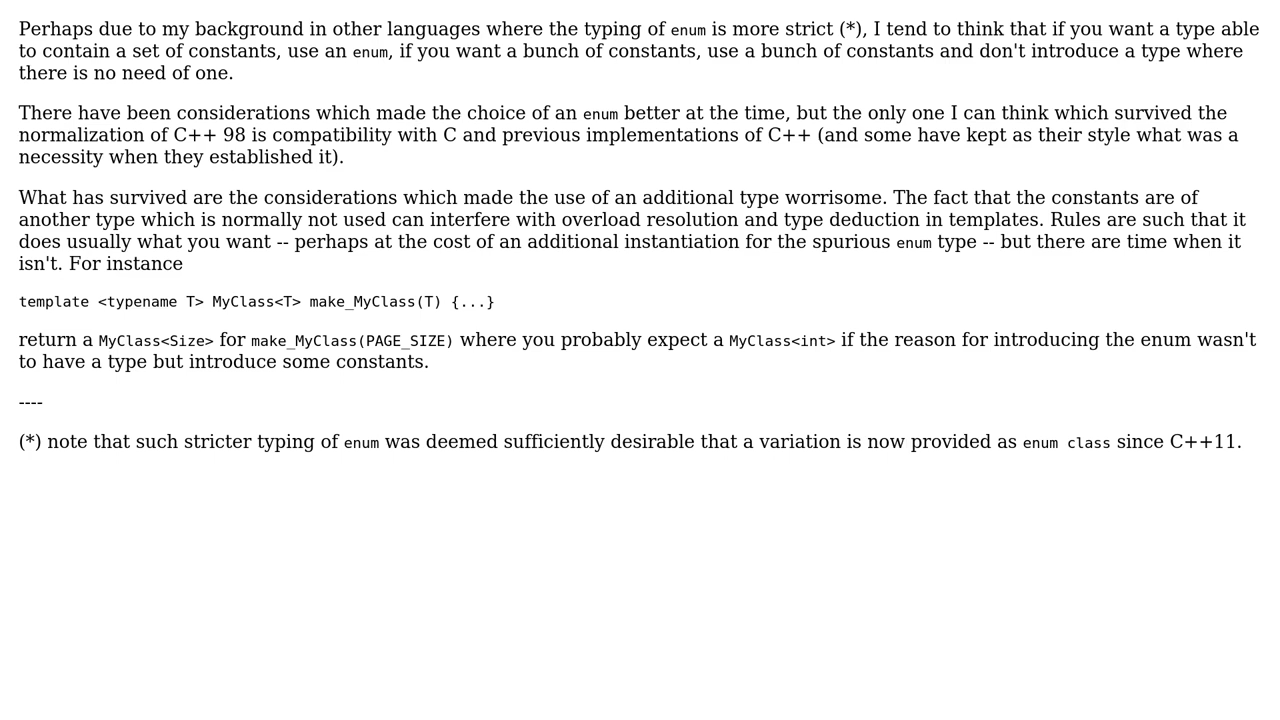 Perhaps due to my background in other languages where the typing of enum is more strict (*), I tend to think that if you want a type able
to contain a set of constants, use an enum, if you want a bunch of constants, use a bunch of constants and don't introduce a type where
there is no need of one.
There have been considerations which made the choice of an enum better at the time, but the only one I can think which survived the
normalization of C++ 98 is compatibility with C and previous implementations of C++ (and some have kept as their style what was a
necessity when they established it).
What has survived are the considerations which made the use of an additional type worrisome. The fact that the constants are of
another type which is normally not used can interfere with overload resolution and type deduction in templates. Rules are such that it
does usually what you want -- perhaps at the cost of an additional instantiation for the spurious enum type -- but there are time when it
isn't. For instance
template <typename T> MyClass<T> make_MyClass(T) {...}
return a MyClass<Size> for make_MyClass(PAGE_SIZE) where you probably expect a MyClass<int> if the reason for introducing the enum wasn't
to have a type but introduce some constants.
----
(*) note that such stricter typing of enum was deemed sufficiently desirable that a variation is now provided as enum class since C++11.